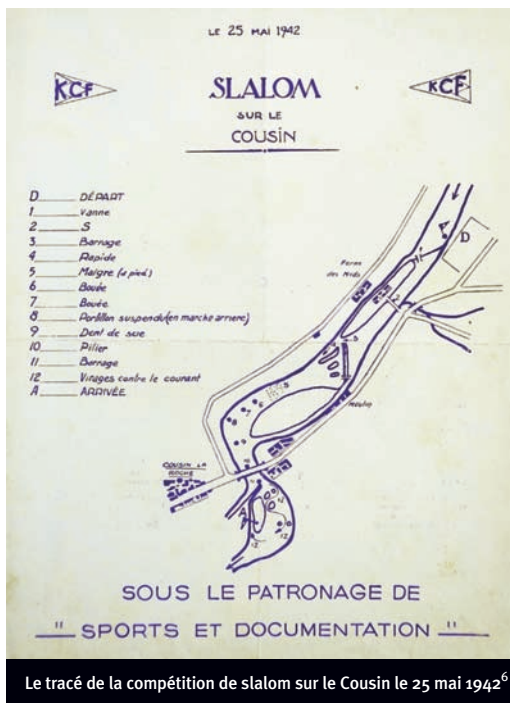 LE 25 MAI 1942
KCF
SLALOM
KCF
SUR LE
COUSIN
D DÉPART
1 Vanne
2 S
3 Barrage
4 Rapide
5 Maigre (à pied)
6 Bouée
7 Bouée
8 Portillon suspendu (en marche arrière)
9 Dent de scie
10 Pilier
11 Barrage
12 Virages contre le courant
A ARRIVÉE
D
Ferme
des Nids
Moulin
COUSIN LA
ROCHE
SOUS LE PATRONAGE DE
" SPORTS ET DOCUMENTATION "
Le tracé de la compétition de slalom sur le Cousin le 25 mai 1942⁶